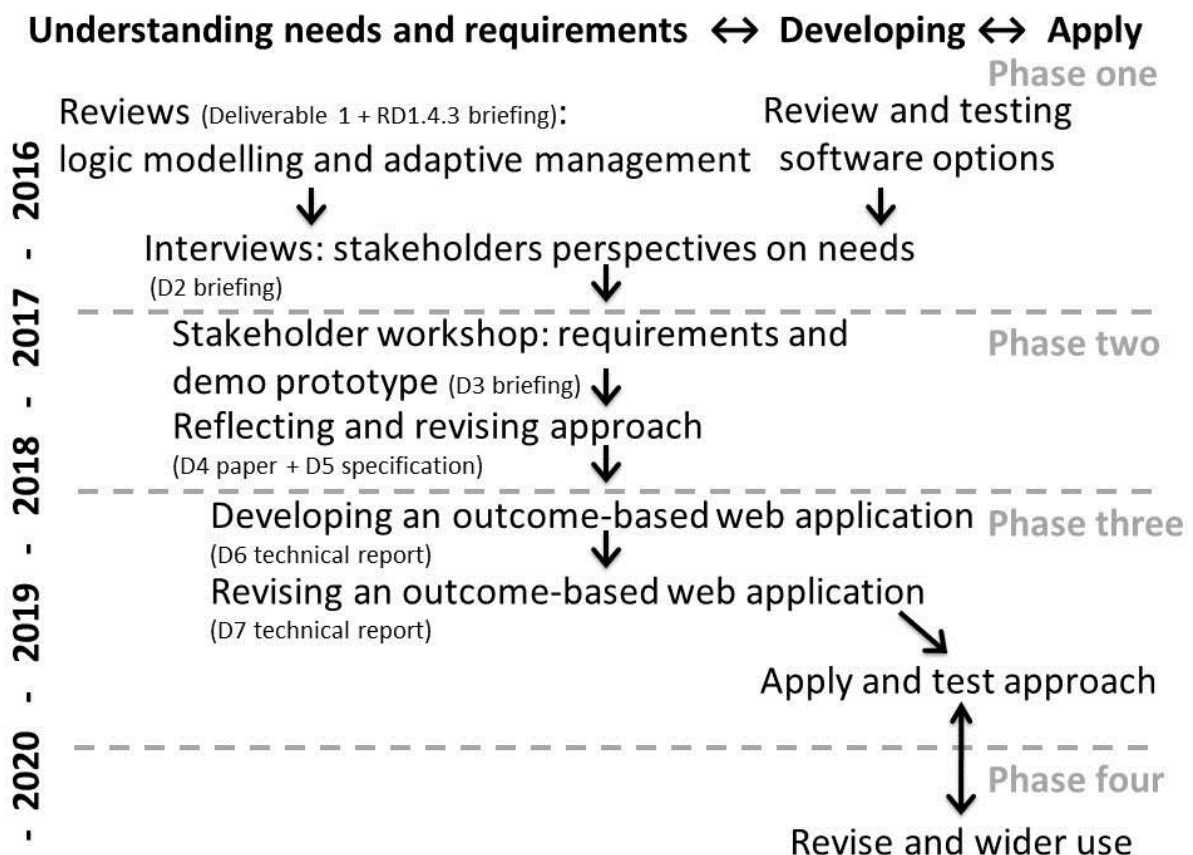 Understanding needs and requirements ↔ Developing ↔ Apply
Phase one
Reviews (Deliverable 1 + RD1.4.3 briefing):
logic modelling and adaptive management
Review and testing
software options
Interviews: stakeholders perspectives on needs
(D2 briefing)
Phase two
Stakeholder workshop: requirements and
demo prototype (D3 briefing)
Reflecting and revising approach
(D4 paper + D5 specification)
Phase three
Developing an outcome-based web application
(D6 technical report)
Revising an outcome-based web application
(D7 technical report)
Apply and test approach
Phase four
Revise and wider use
- 2020 - 2019 - 2018 - 2017 - 2016